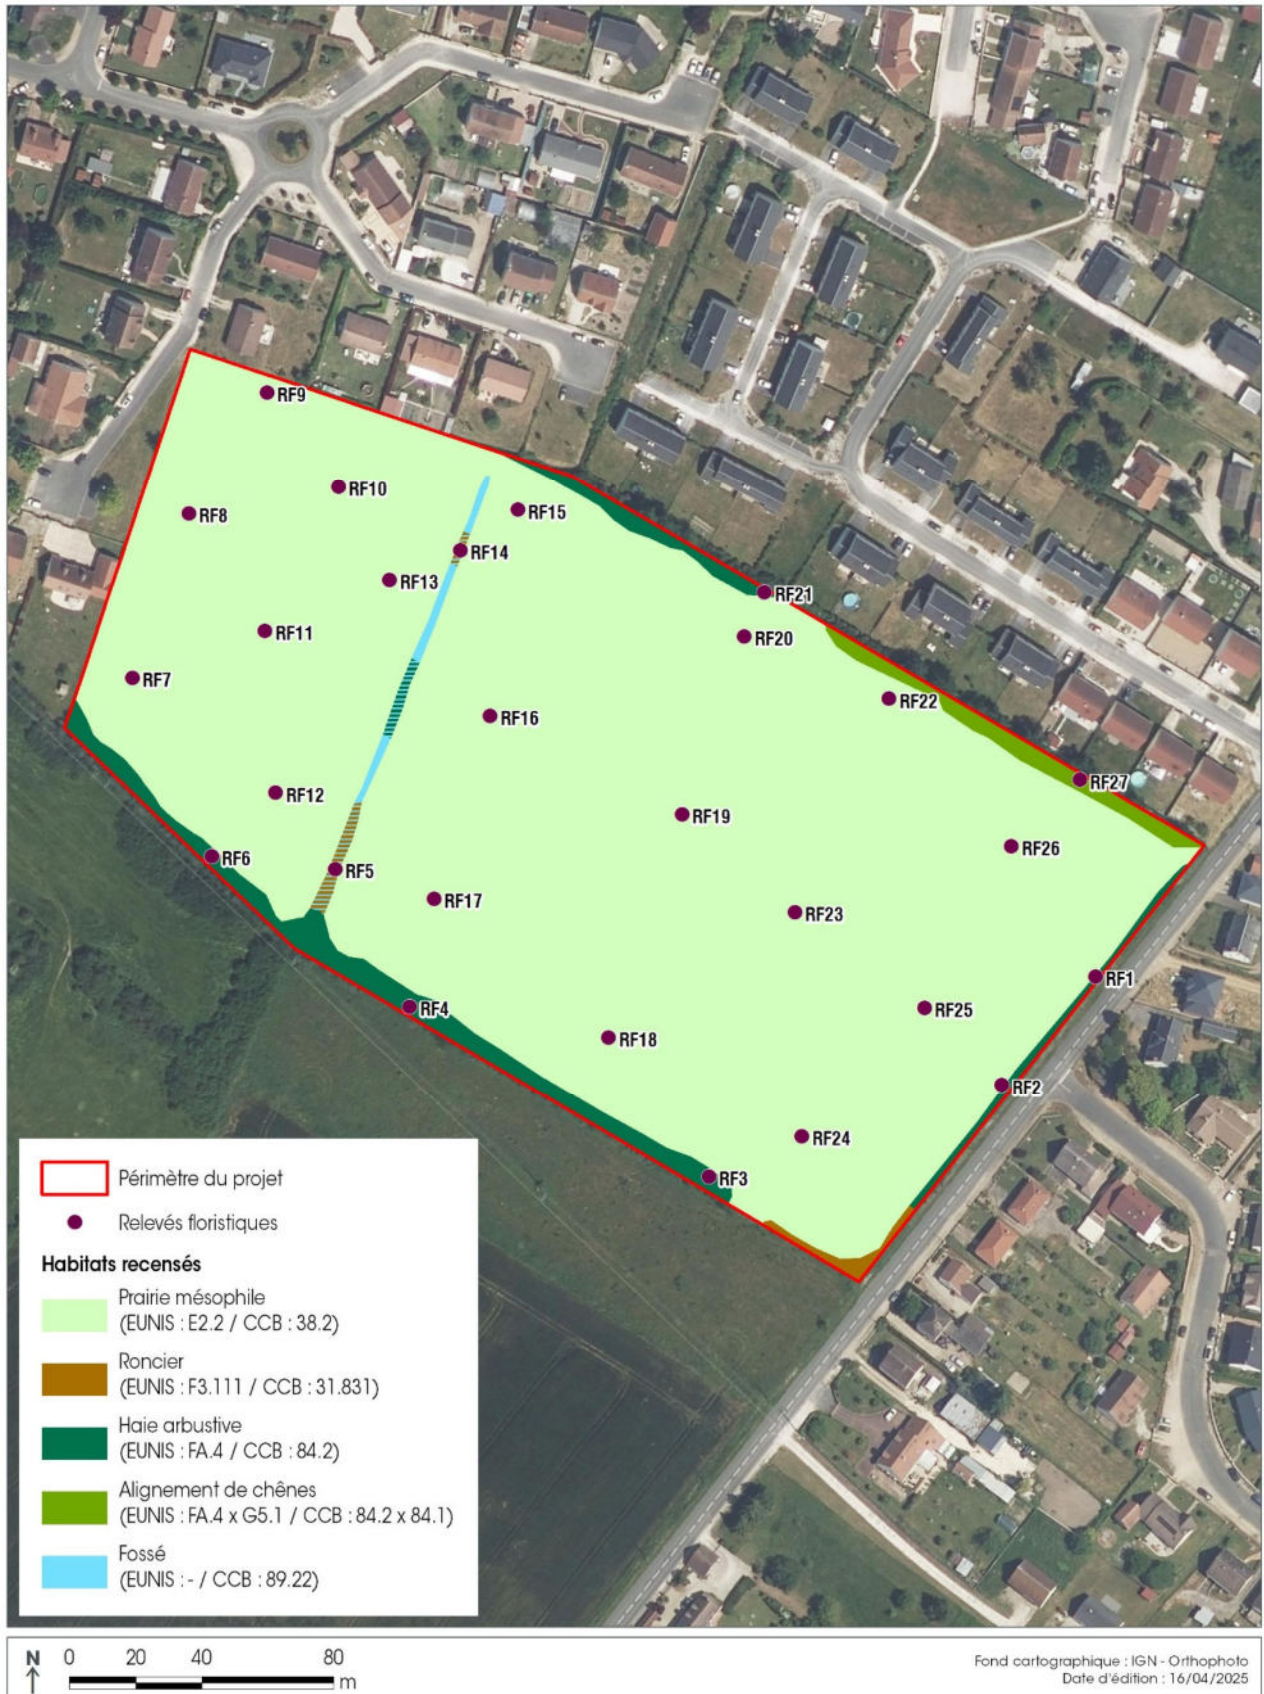 RF9
RF10
RF8
RF15
RF14
RF13
RF21
RF11
RF20
RF7
RF22
RF16
RF27
RF12
RF19
RF26
RF6
RF5
RF17
RF23
RF1
RF4
RF25
RF18
RF2
RF24
RF3
Périmètre du projet
Relevés floristiques
Habitats recensés
Prairie mésophile
(EUNIS : E2.2 / CCB : 38.2)
Roncier
(EUNIS : F3.111 / CCB : 31.831)
Haie arbustive
(EUNIS : FA.4 / CCB : 84.2)
Alignement de chênes
(EUNIS : FA.4 x G5.1 / CCB : 84.2 x 84.1)
Fossé
(EUNIS : - / CCB : 89.22)
N 0 20 40 80
m
Fond cartographique : IGN - Orthophoto
Date d'édition : 16/04/2025